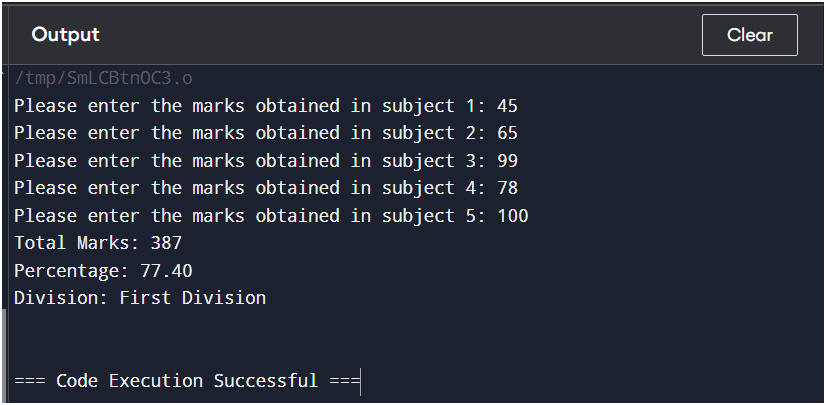 Output
Clear
/tmp/SmLCBtnOC3.o
Please enter the marks obtained in subject 1: 45
Please enter the marks obtained in subject 2: 65
Please enter the marks obtained in subject 3: 99
Please enter the marks obtained in subject 4: 78
Please enter the marks obtained in subject 5: 100
Total Marks: 387
Percentage: 77.40
Division: First Division
=== Code Execution Successful ===